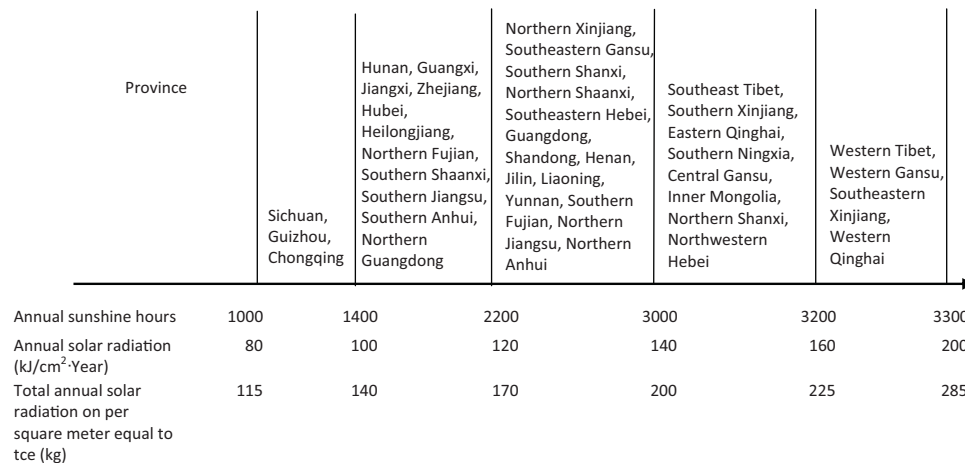 Province
Sichuan,
Guizhou,
Chongqing
Hunan, Guangxi,
Jiangxi, Zhejiang,
Hubei,
Heilongjiang,
Northern Fujian,
Southern Shaanxi,
Southern Jiangsu,
Southern Anhui,
Northern
Guangdong
Northern Xinjiang,
Southeastern Gansu,
Southern Shanxi,
Northern Shaanxi,
Southeastern Hebei,
Guangdong,
Shandong, Henan,
Jilin, Liaoning,
Yunnan, Southern
Fujian, Northern
Jiangsu, Northern
Anhui
Southeast Tibet,
Southern Xinjiang,
Eastern Qinghai,
Southern Ningxia,
Central Gansu,
Inner Mongolia,
Northern Shanxi,
Northwestern
Hebei
Western Tibet,
Western Gansu,
Southeastern
Xinjiang,
Western
Qinghai
Annual sunshine hours 1000 1400 2200 3000 3200 3300
Annual solar radiation 80 100 120 140 160 200
(kJ/cm²·Year)
Total annual solar 115 140 170 200 225 285
radiation on per
square meter equal to
tce (kg)